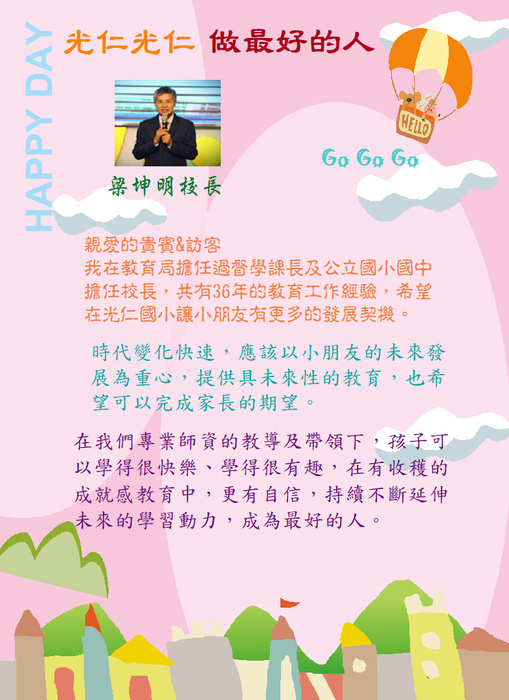 HAPPY DAY
光仁光仁 做最好的人
HELLO
Go Go Go
梁坤明校長
親愛的貴賓&訪客
我在教育局擔任過督學課長及公立國小國中
擔任校長，共有36年的教育工作經驗，希望
在光仁國小讓小朋友有更多的發展契機。
時代變化快速，應該以小朋友的未來發
展為重心，提供具未來性的教育，也希
望可以完成家長的期望。
在我們專業師資的教導及帶領下，孩子可
以學得很快樂、學得很有趣，在有收穫的
成就感教育中，更有自信，持續不斷延伸
未來的學習動力，成為最好的人。